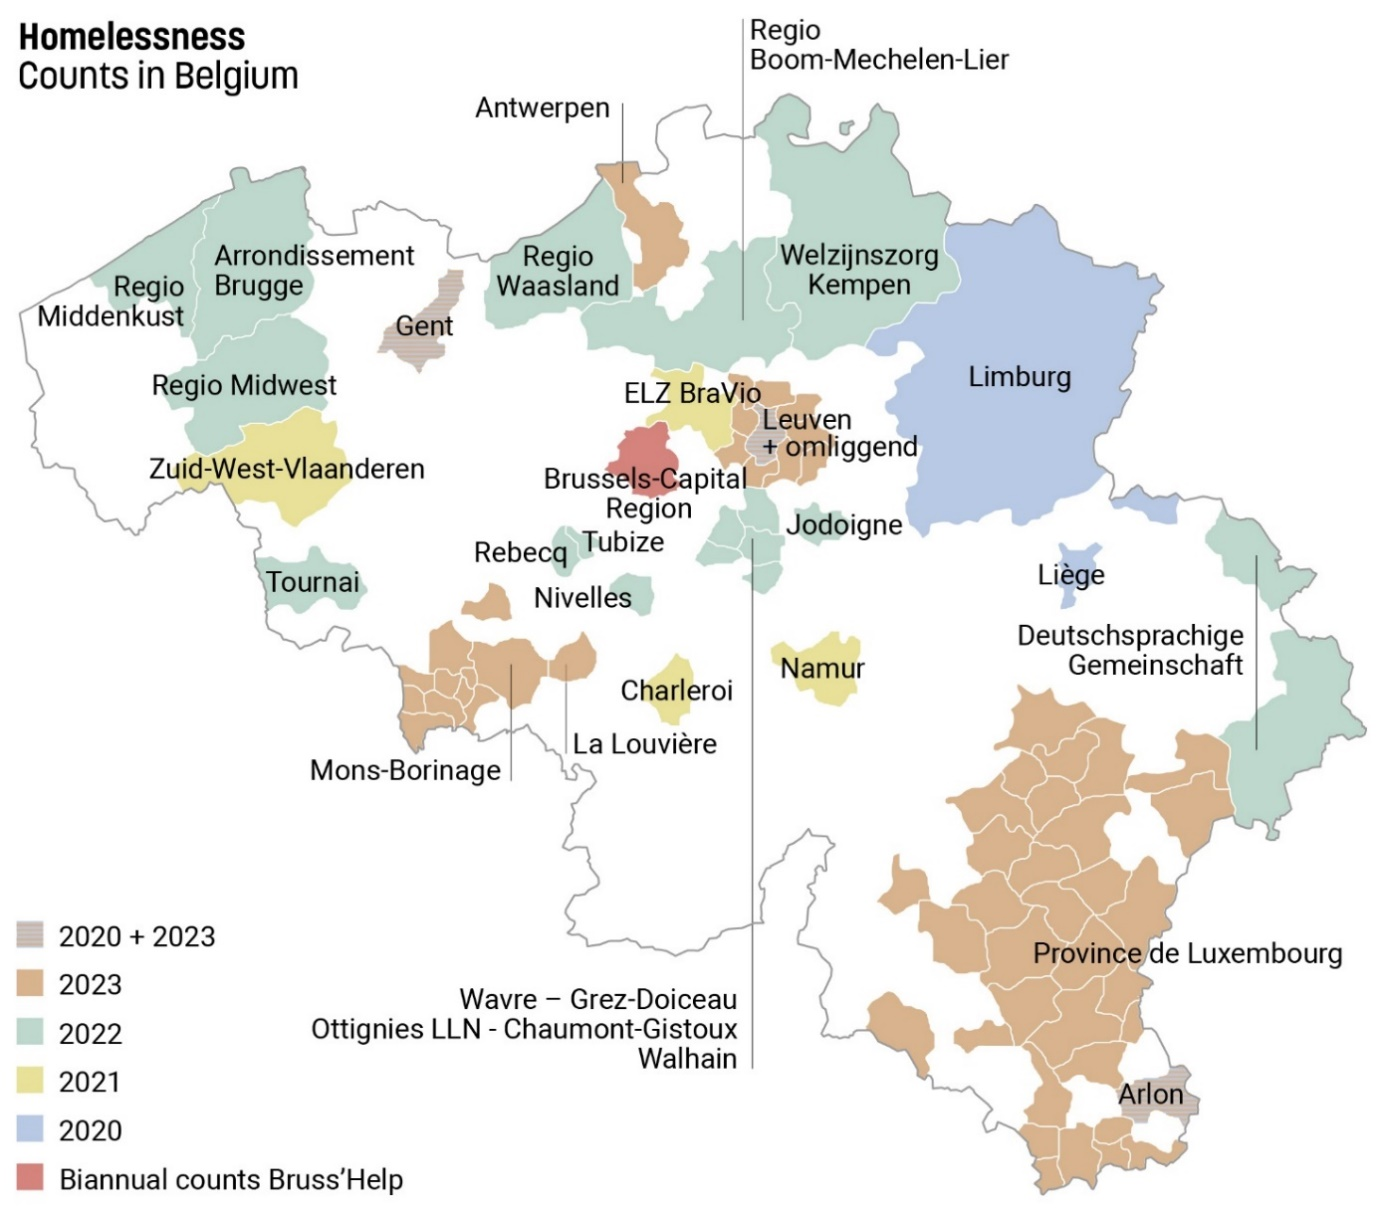 Homelessness
Counts in Belgium
Regio
Boom-Mechelen-Lier
Antwerpen
Arrondissement
Brugge
Regio
Waasland
Welzijnszorg
Kempen
Regio
Middenkust
Gent
Regio Midwest
ELZ BraVio
Limburg
Leuven
+ omliggend
Zuid-West-Vlaanderen
Brussels-Capital
Region
Jodoigne
Rebecq
Tubize
Tournai
Nivelles
Liège
Deutschsprachige
Gemeinschaft
Charleroi
Namur
La Louvière
Mons-Borinage
Province de Luxembourg
Wavre – Grez-Doiceau
Ottignies LLN - Chaumont-Gistoux
Walhain
Arlon
2020 + 2023
2023
2022
2021
2020
Biannual counts Bruss’Help